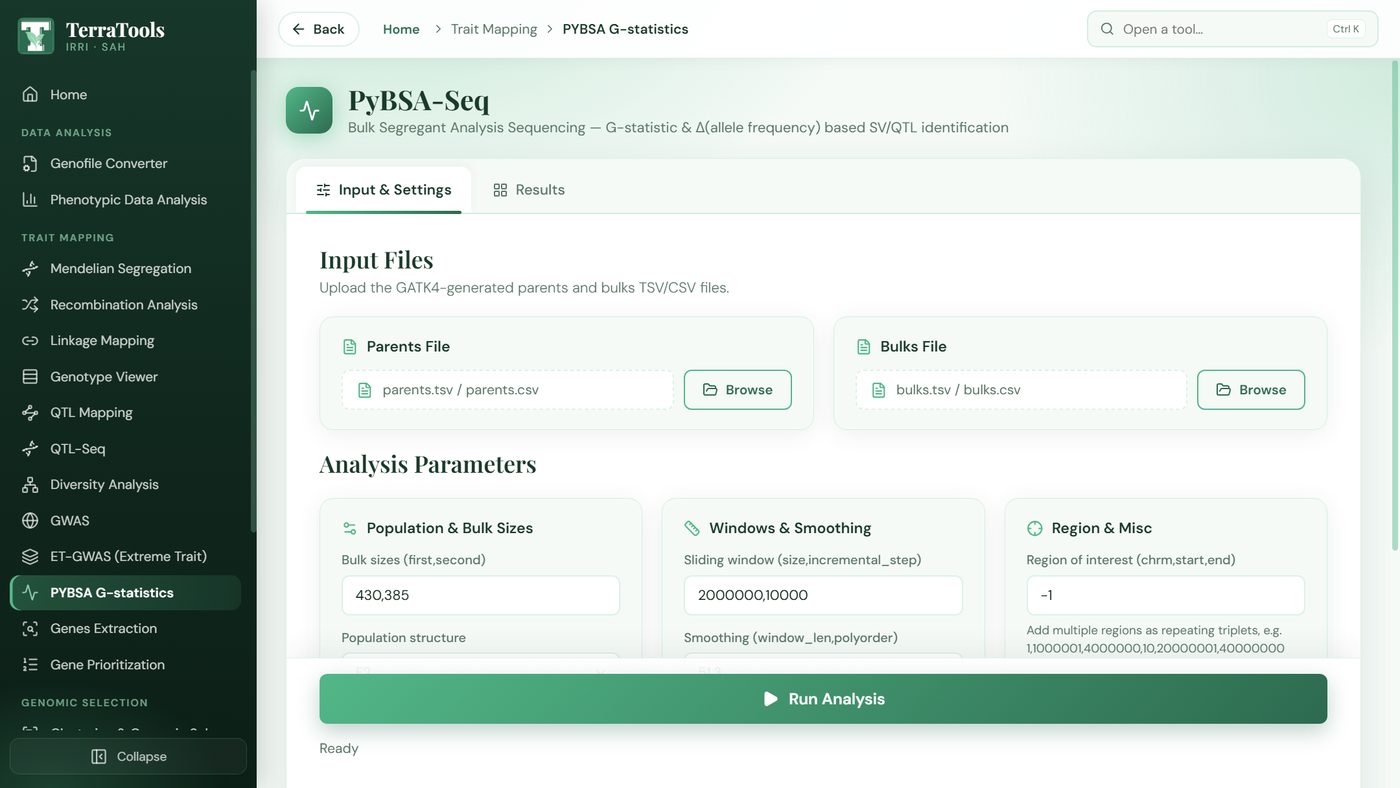 TerraTools
IRRI · SAH
Home
DATA ANALYSIS
Genofile Converter
Phenotypic Data Analysis
TRAIT MAPPING
Mendelian Segregation
Recombination Analysis
Linkage Mapping
Genotype Viewer
QTL Mapping
QTL-Seq
Diversity Analysis
GWAS
ET-GWAS (Extreme Trait)
PYBSA G-statistics
Genes Extraction
Gene Prioritization
GENOMIC SELECTION
Collapse
Back
Home > Trait Mapping > PYBSA G-statistics
Open a tool...
Ctrl K
PyBSA-Seq
Bulk Segregant Analysis Sequencing — G-statistic & Δ(allele frequency) based SV/QTL identification
Input & Settings
Results
Input Files
Upload the GATK4-generated parents and bulks TSV/CSV files.
Parents File
parents.tsv / parents.csv
Browse
Bulks File
bulks.tsv / bulks.csv
Browse
Analysis Parameters
Population & Bulk Sizes
Bulk sizes (first,second)
430,385
Population structure
Windows & Smoothing
Sliding window (size,incremental_step)
2000000,10000
Smoothing (window_len,polyorder)
Region & Misc
Region of interest (chrm,start,end)
-1
Add multiple regions as repeating triplets, e.g.
1,1000001,4000000,10,20000001,40000000
Run Analysis
Ready